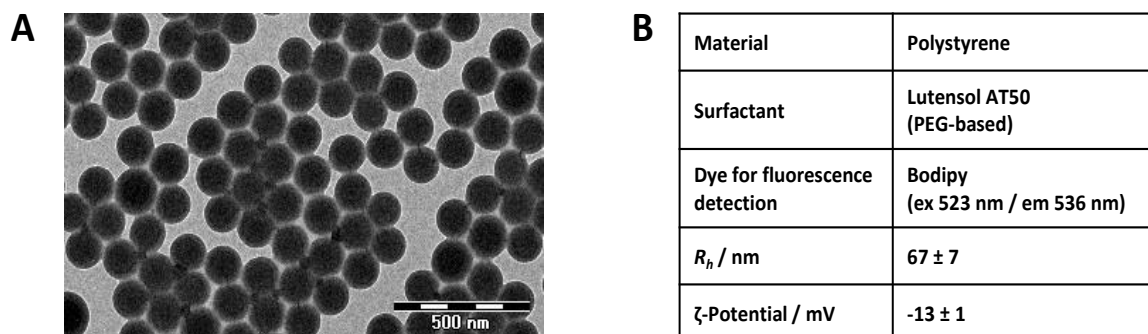 A
500 nm
B
Material Polystyrene
Surfactant Lutensol AT50
(PEG-based)
Dye for fluorescence Bodipy
detection (ex 523 nm / em 536 nm)
Rₕ / nm 67 ± 7
ζ-Potential / mV -13 ± 1